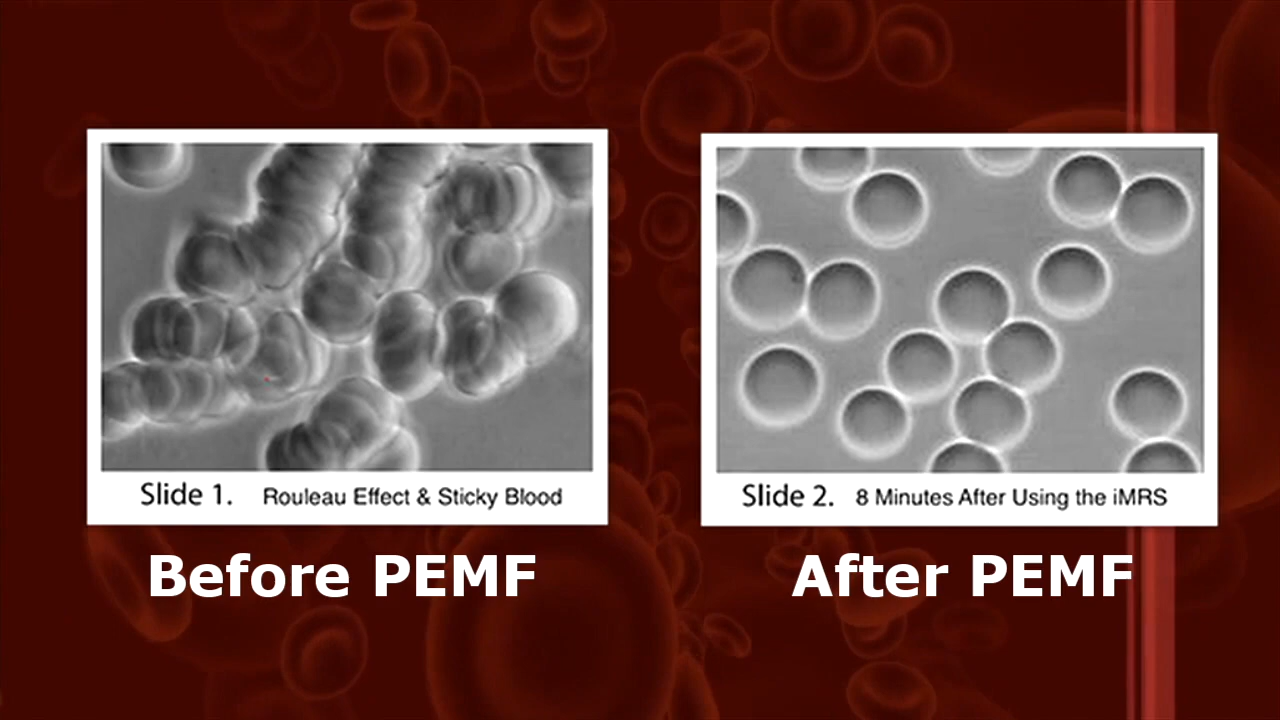 Slide 1. Rouleau Effect & Sticky Blood
Slide 2. 8 Minutes After Using the iMRS
Before PEMF
After PEMF